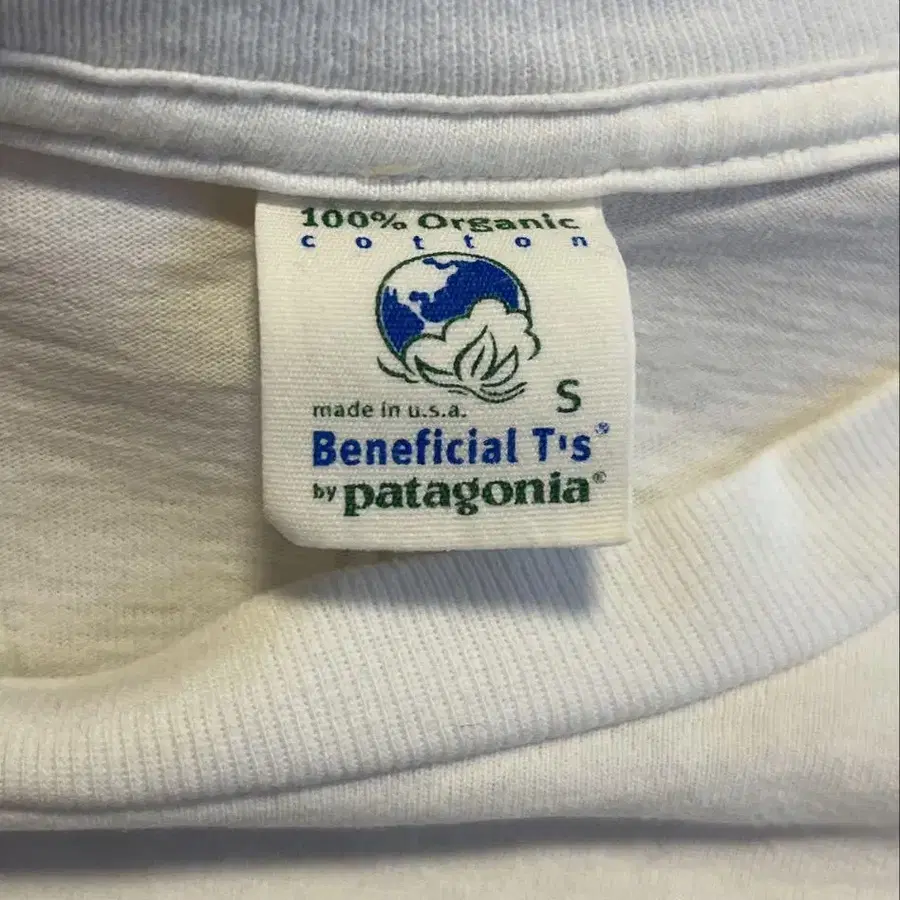 100% Organic
cotton
S
made in u.s.a.
Beneficial T's®
by patagonia®